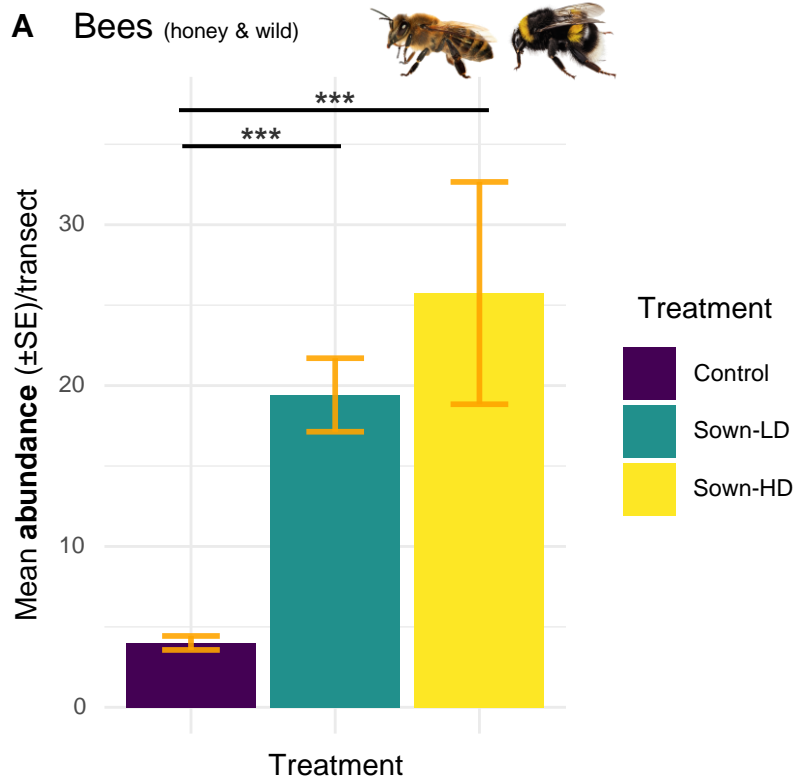 A Bees (honey & wild)
***
***
Mean abundance (±SE)/transect
30
20
10
0
Treatment
Treatment
Control
Sown-LD
Sown-HD